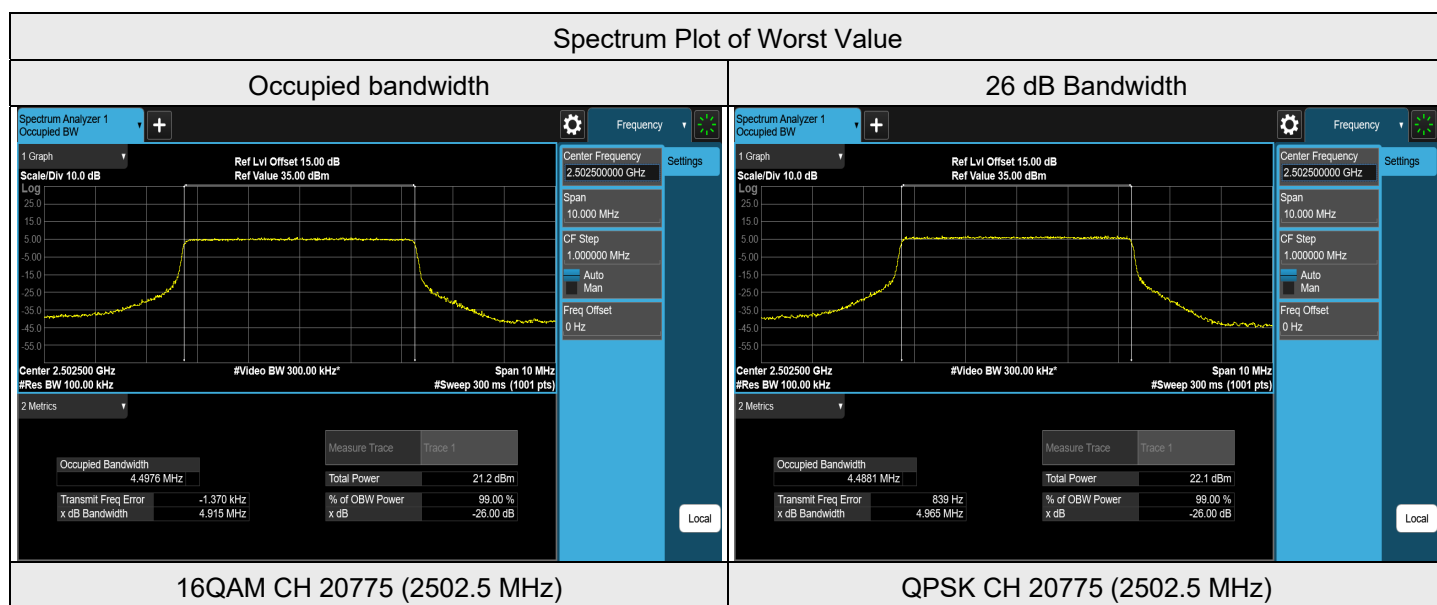 Spectrum Plot of Worst Value
Occupied bandwidth
26 dB Bandwidth
Spectrum Analyzer 1
Occupied BW
+
Frequency
1 Graph
Ref Lvl Offset 15.00 dB
Scale/Div 10.0 dB
Ref Value 35.00 dBm
Log
25.0
15.0
5.00
-5.00
-15.0
-25.0
-35.0
-45.0
-55.0
Center 2.502500 GHz
#Video BW 300.00 kHz*
Span 10 MHz
#Res BW 100.00 kHz
#Sweep 300 ms (1001 pts)
Center Frequency
2.502500000 GHz
Settings
Span
10.000 MHz
CF Step
1.000000 MHz
Auto
Man
Freq Offset
0 Hz
2 Metrics
Measure Trace Trace 1
Occupied Bandwidth
4.4976 MHz
Total Power 21.2 dBm
Transmit Freq Error -1.370 kHz
% of OBW Power 99.00 %
x dB Bandwidth 4.915 MHz
x dB -26.00 dB
Local
Spectrum Analyzer 1
Occupied BW
+
Frequency
1 Graph
Ref Lvl Offset 15.00 dB
Scale/Div 10.0 dB
Ref Value 35.00 dBm
Log
25.0
15.0
5.00
-5.00
-15.0
-25.0
-35.0
-45.0
-55.0
Center 2.502500 GHz
#Video BW 300.00 kHz*
Span 10 MHz
#Res BW 100.00 kHz
#Sweep 300 ms (1001 pts)
Center Frequency
2.502500000 GHz
Settings
Span
10.000 MHz
CF Step
1.000000 MHz
Auto
Man
Freq Offset
0 Hz
2 Metrics
Measure Trace Trace 1
Occupied Bandwidth
4.4881 MHz
Total Power 22.1 dBm
Transmit Freq Error 839 Hz
% of OBW Power 99.00 %
x dB Bandwidth 4.965 MHz
x dB -26.00 dB
Local
16QAM CH 20775 (2502.5 MHz)
QPSK CH 20775 (2502.5 MHz)